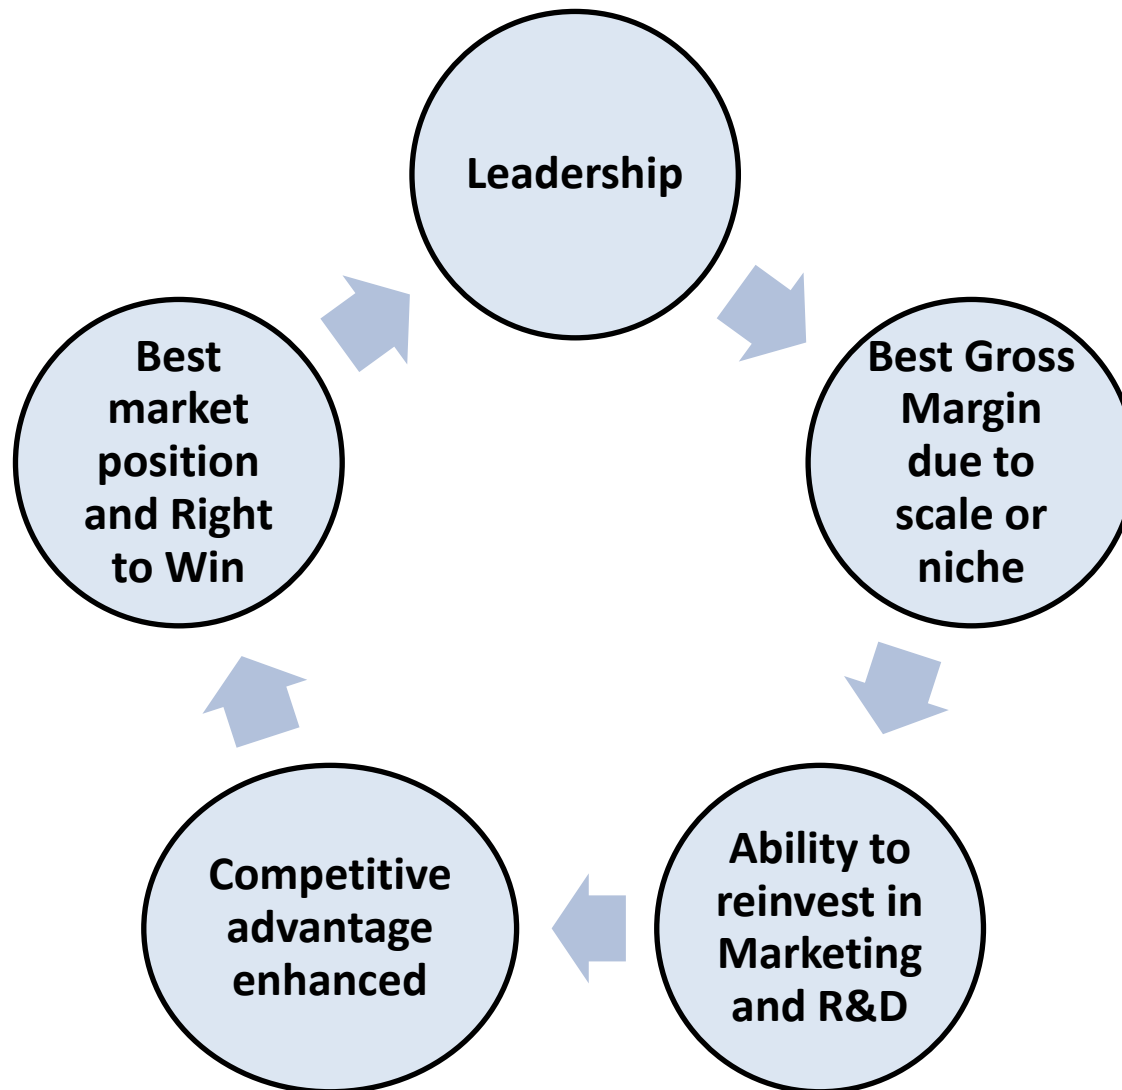 Leadership
Best Gross
Margin
due to
scale or
niche
Ability to
reinvest in
Marketing
and R&D
Competitive
advantage
enhanced
Best
market
position
and Right
to Win